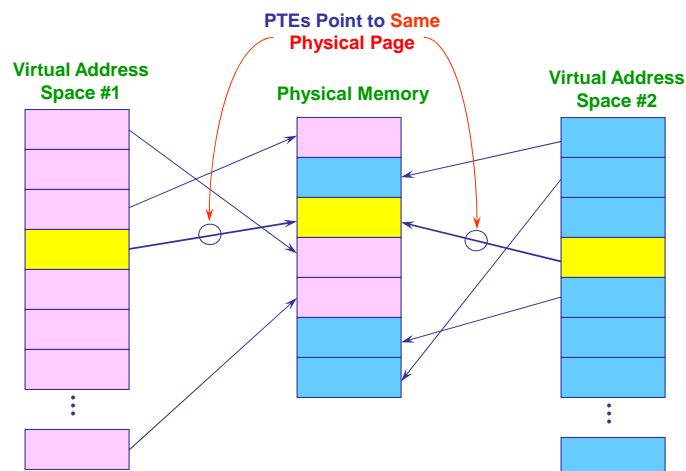 PTEs Point to Same
Physical Page
Virtual Address
Space #1
Physical Memory
Virtual Address
Space #2